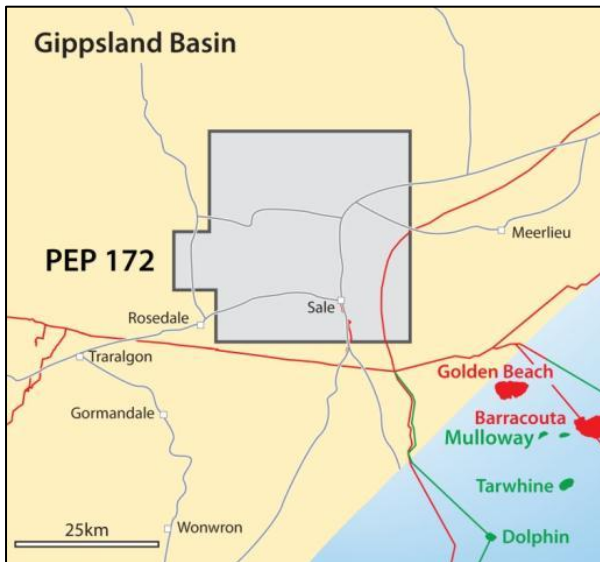 Gippsland Basin
Meerlieu
PEP 172
Sale
Rosedale
Traralgon
Golden Beach
Gormandale
Barracouta
Mulloway
Tarwhine
25km
Wonwron
Dolphin